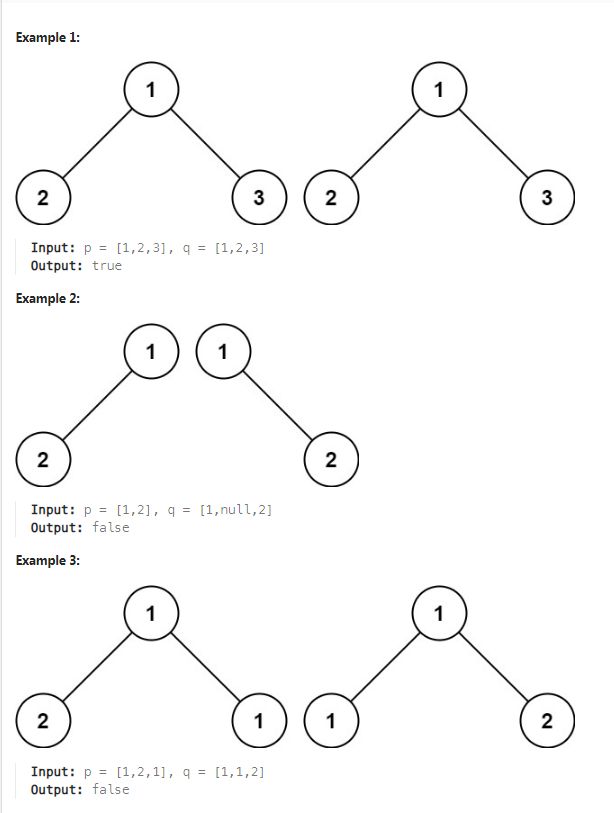 Example 1:
1 1
2 3 2 3
Input: p = [1,2,3], q = [1,2,3]
Output: true
Example 2:
1 1
2 2
Input: p = [1,2], q = [1,null,2]
Output: false
Example 3:
1 1
2 1 1 2
Input: p = [1,2,1], q = [1,1,2]
Output: false